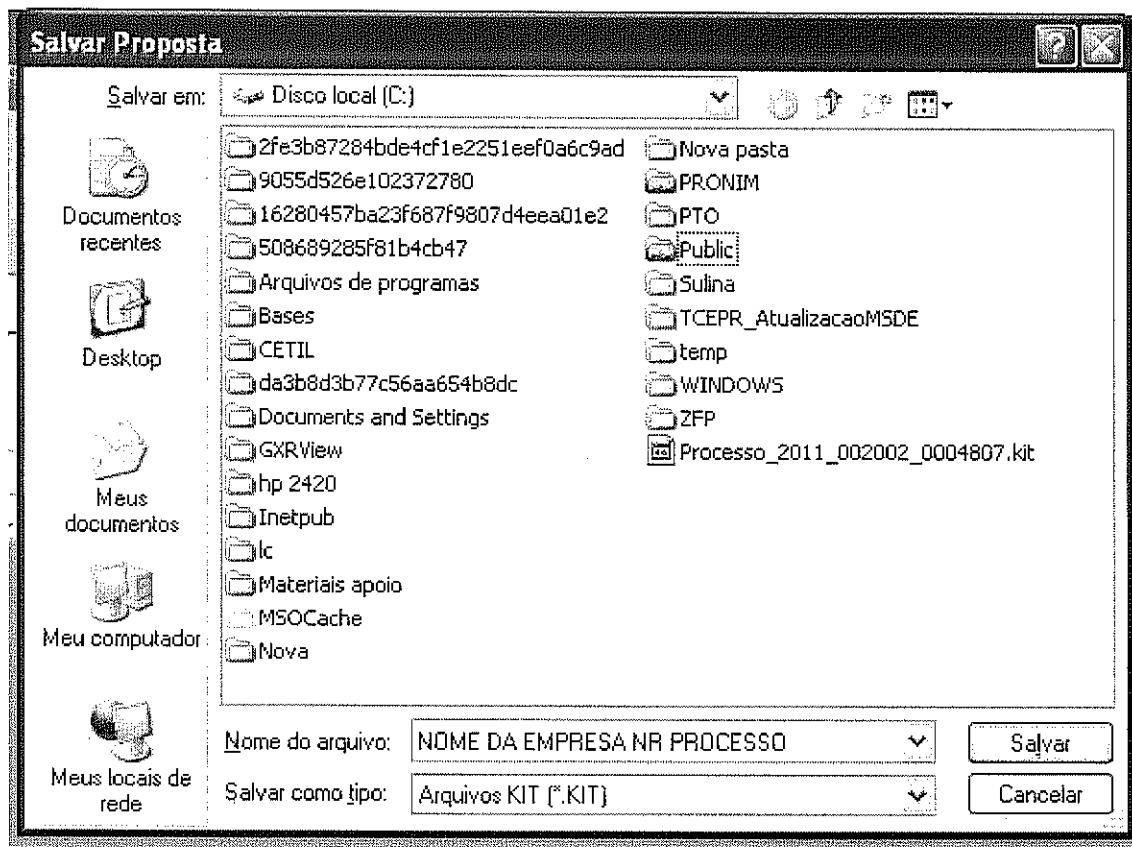 Salvar Proposta
Salvar em: Disco local (C:)
Documentos recentes
Desktop
Meus documentos
Meu computador
Meus locais de rede
2fe3b87284bde4cf1e2251eef0a6c9ad
9055d526e102372780
16280457ba23f687f9807d4eea01e2
508689285f81b4cb47
Arquivos de programas
Bases
CETIL
da3b8d3b77c56aa654b8dc
Documents and Settings
GXRView
hp 2420
Inetpub
lc
Materiais apoio
MSOCache
Nova
Nova pasta
PRONIM
PTO
Public
Sulina
TCEPR_AtualizacaoMSDE
temp
WINDOWS
ZFP
Processo_2011_002002_0004807.kit
Nome do arquivo: NOME DA EMPRESA NR PROCESSO
Salvar
Salvar como tipo: Arquivos KIT (*.KIT)
Cancelar